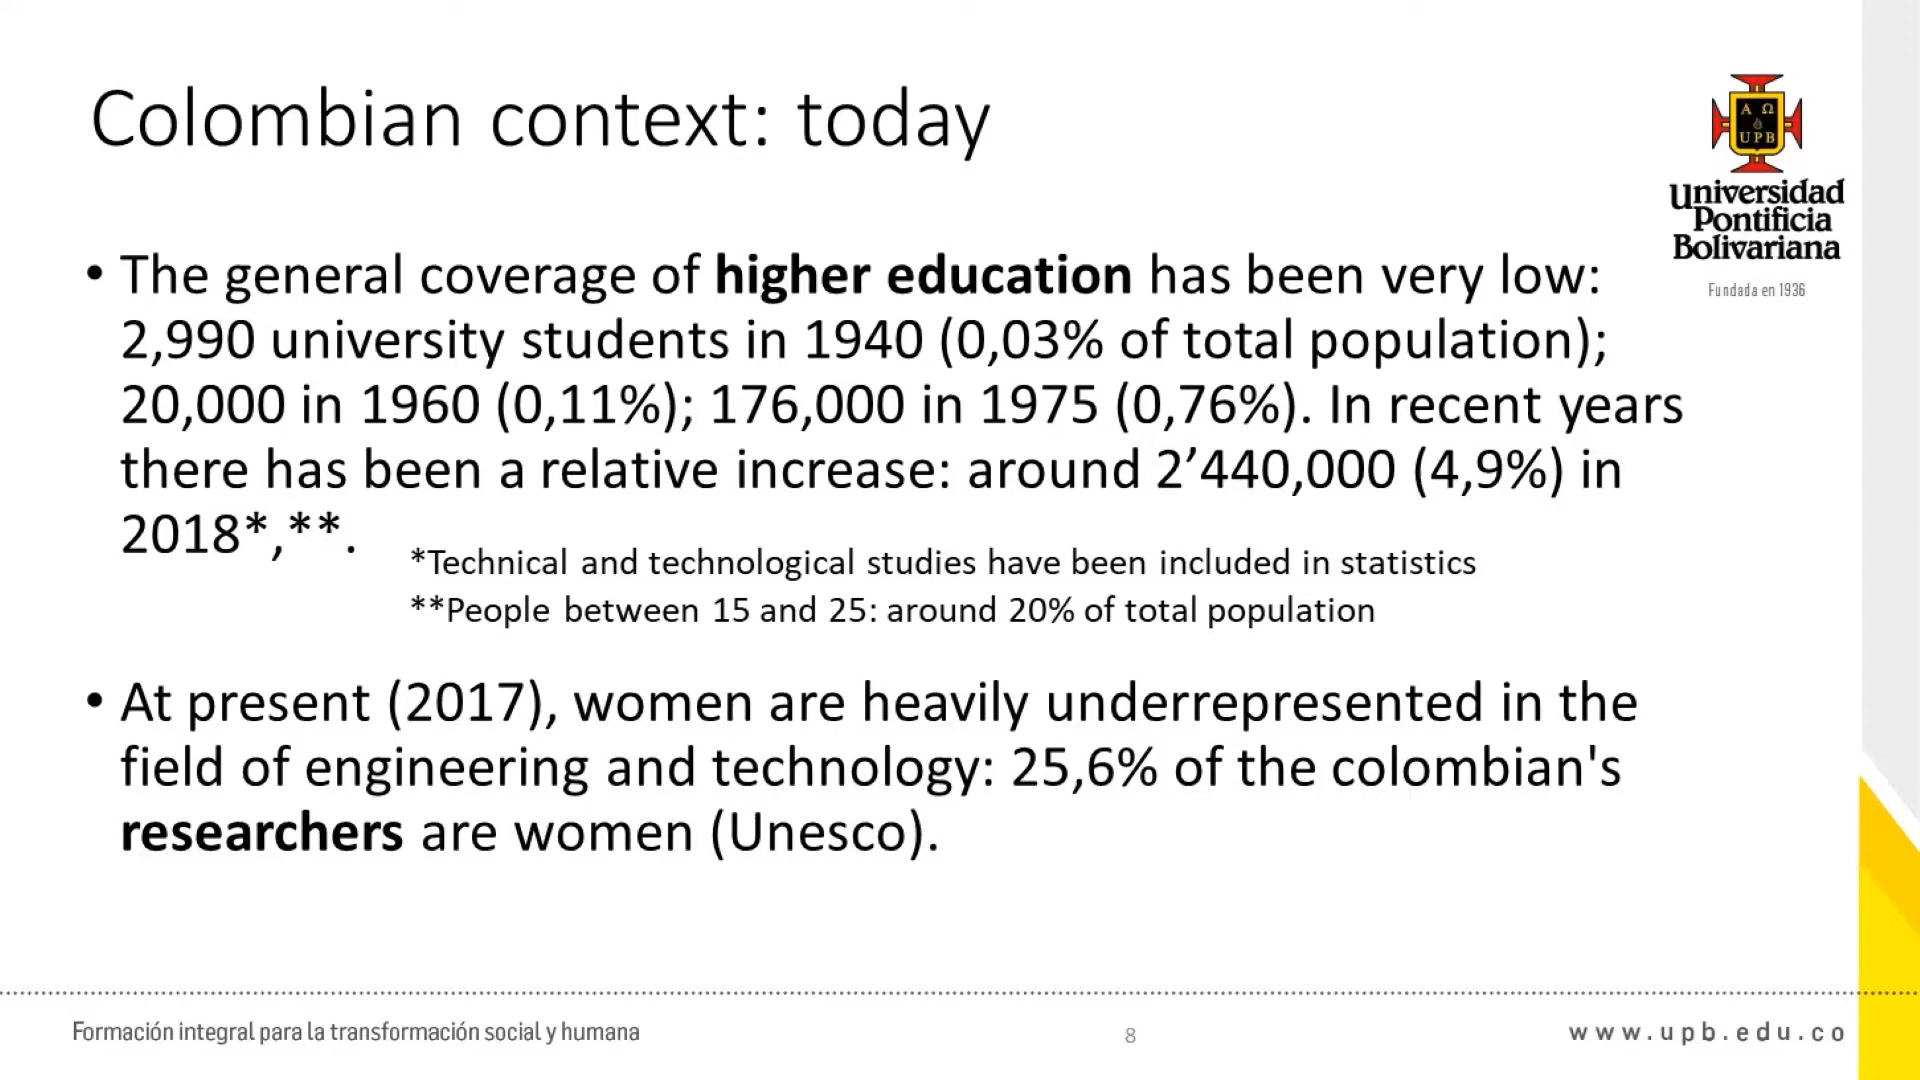 Colombian context: today
A Ω
UPB
Universidad
Pontificia
Bolivariana
Fundada en 1936
• The general coverage of higher education has been very low:
2,990 university students in 1940 (0,03% of total population);
20,000 in 1960 (0,11%); 176,000 in 1975 (0,76%). In recent years
there has been a relative increase: around 2’440,000 (4,9%) in
2018*,**.
*Technical and technological studies have been included in statistics
**People between 15 and 25: around 20% of total population
• At present (2017), women are heavily underrepresented in the
field of engineering and technology: 25,6% of the colombian's
researchers are women (Unesco).
Formación integral para la transformación social y humana
8
www.upb.edu.co